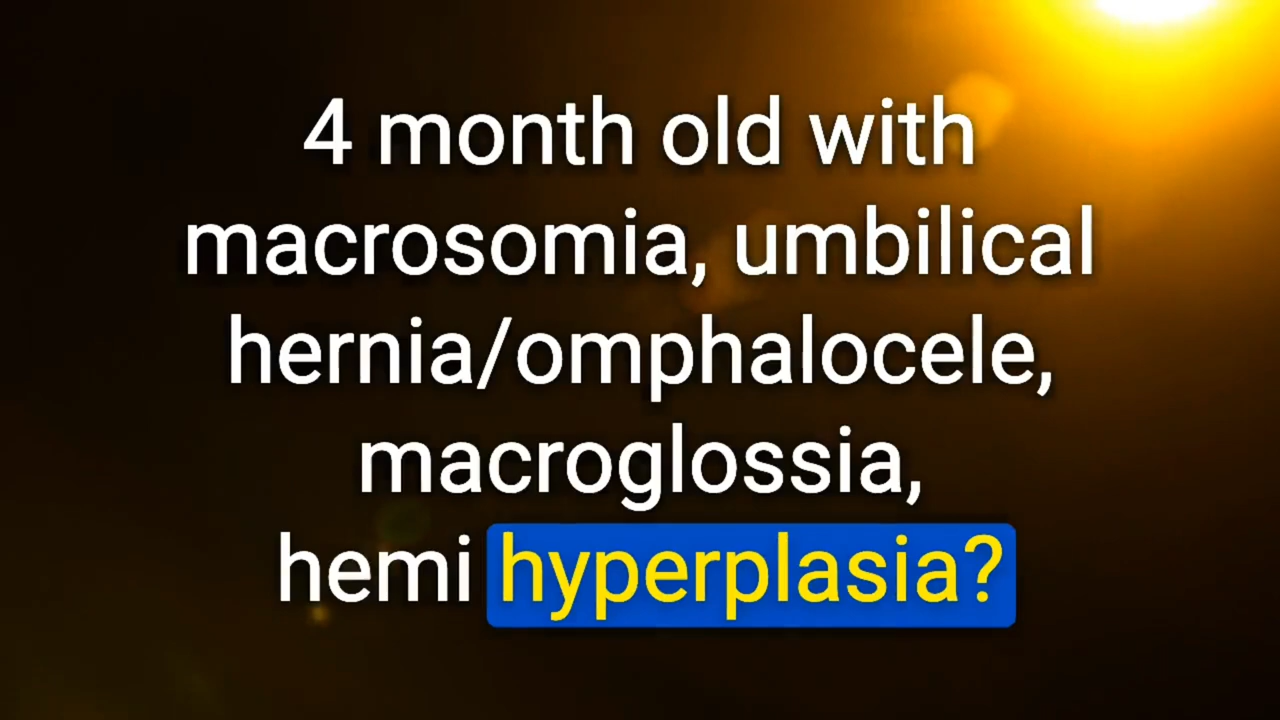 4 month old with
macrosomia, umbilical
hernia/omphalocele,
macroglossia,
hemi hyperplasia?